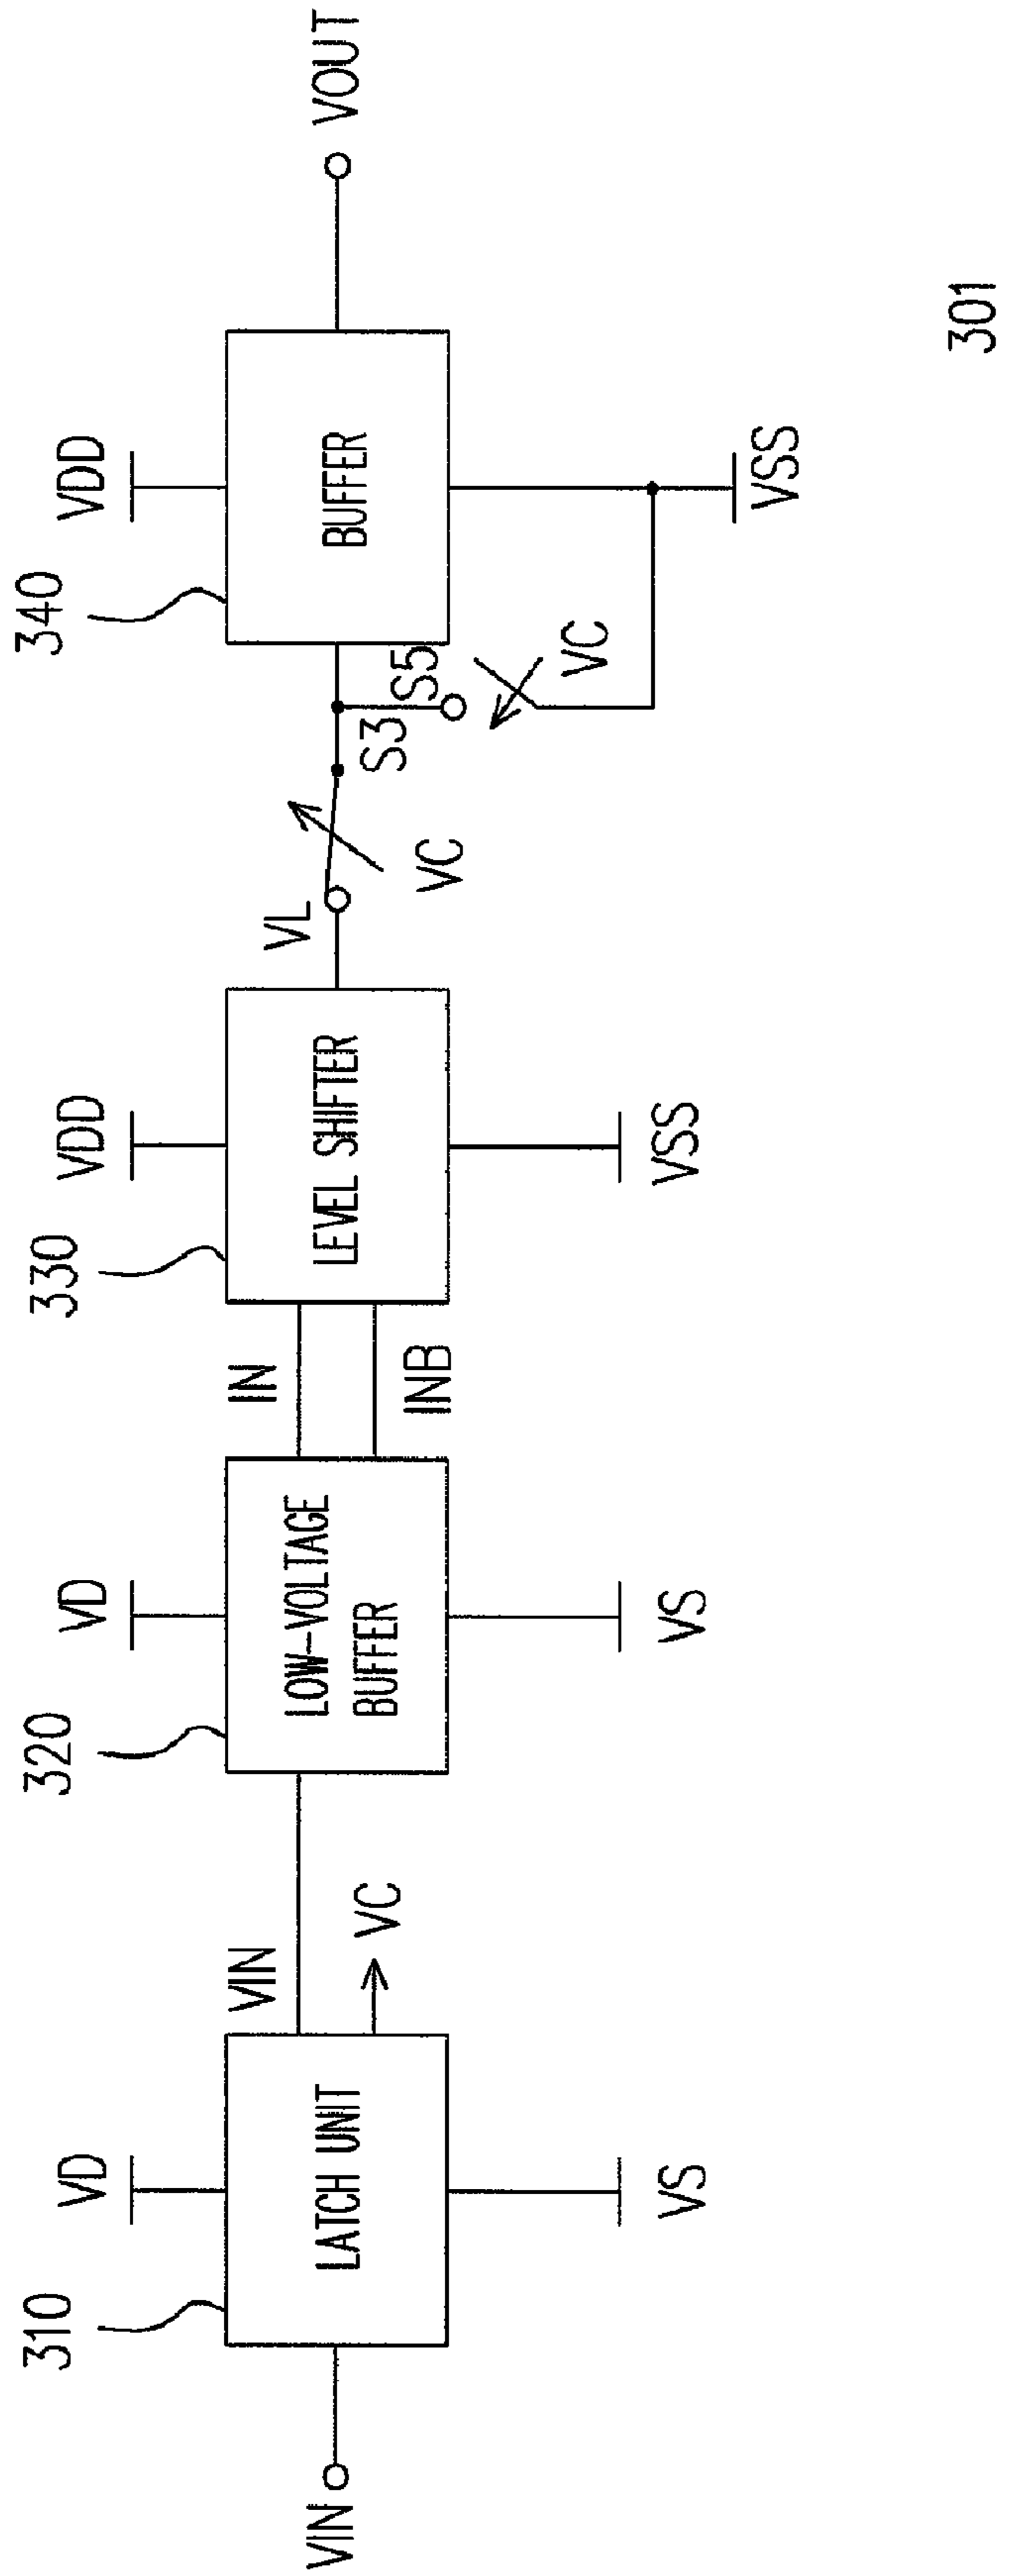 310
320
330
340
VD
VD
VDD
VDD
VIN
LATCH UNIT
VIN
VC
LOW-VOLTAGE
BUFFER
IN
INB
LEVEL SHIFTER
VL
VC
S3
S5
VC
BUFFER
VOUT
VS
VS
VSS
VSS
301